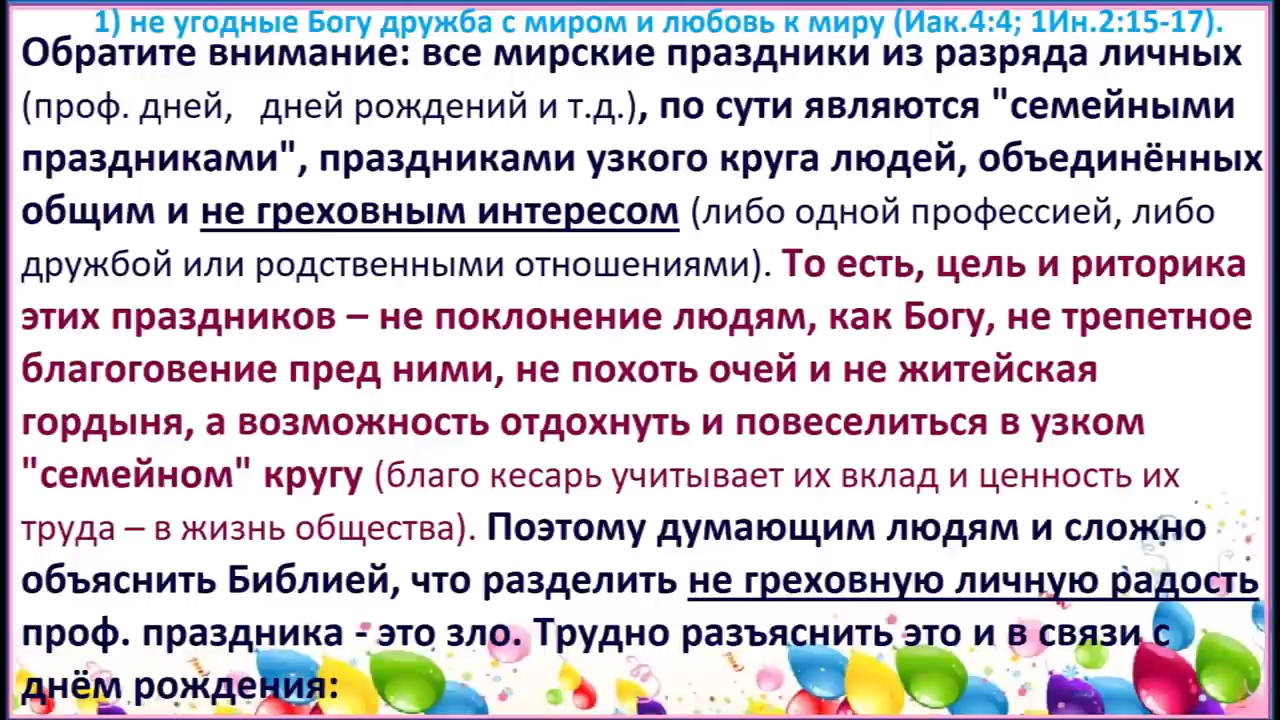 1) не угодные Богу дружба с миром и любовь к миру (Иак.4:4; 1Ин.2:15-17).
Обратите внимание: все мирские праздники из разряда личных
(проф. дней, дней рождений и т.д.), по сути являются "семейными
праздниками", праздниками узкого круга людей, объединённых
общим и не греховным интересом (либо одной профессией, либо
дружбой или родственными отношениями). То есть, цель и риторика
этих праздников – не поклонение людям, как Богу, не трепетное
благоговение пред ними, не похоть очей и не житейская
гордыня, а возможность отдохнуть и повеселиться в узком
"семейном" кругу (благо кесарь учитывает их вклад и ценность их
труда – в жизнь общества). Поэтому думающим людям и сложно
объяснить Библией, что разделить не греховную личную радость
проф. праздника - это зло. Трудно разъяснить это и в связи с
днём рождения: